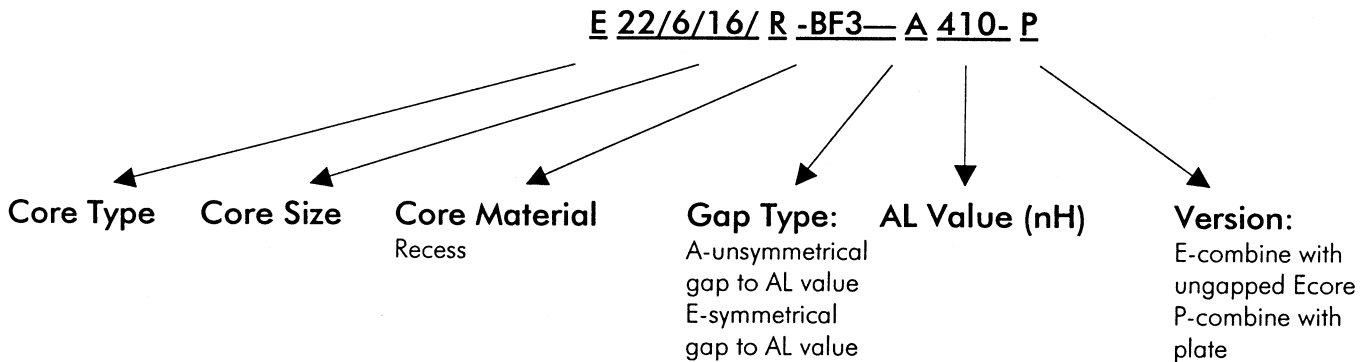 E 22/6/16/ R -BF3— A 410- P
Core Type
Core Size
Core Material
Recess
Gap Type:
A-unsymmetrical
gap to AL value
E-symmetrical
gap to AL value
AL Value (nH)
Version:
E-combine with
ungapped Ecore
P-combine with
plate